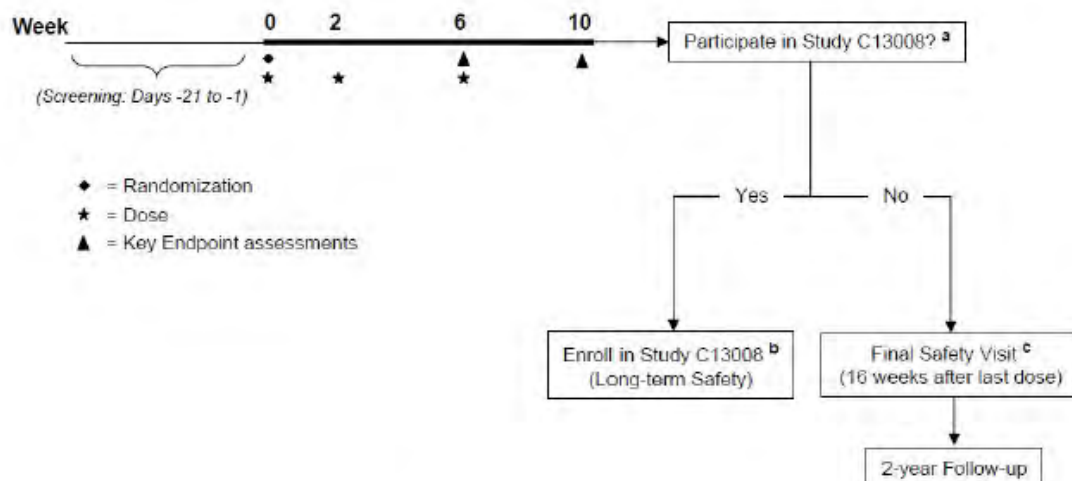 Week 0 2 6 10
Participate in Study C13008? a
(Screening: Days -21 to -1)
◆ = Randomization
★ = Dose
▲ = Key Endpoint assessments
Yes No
Enroll in Study C13008 b
(Long-term Safety)
Final Safety Visit c
(16 weeks after last dose)
2-year Follow-up